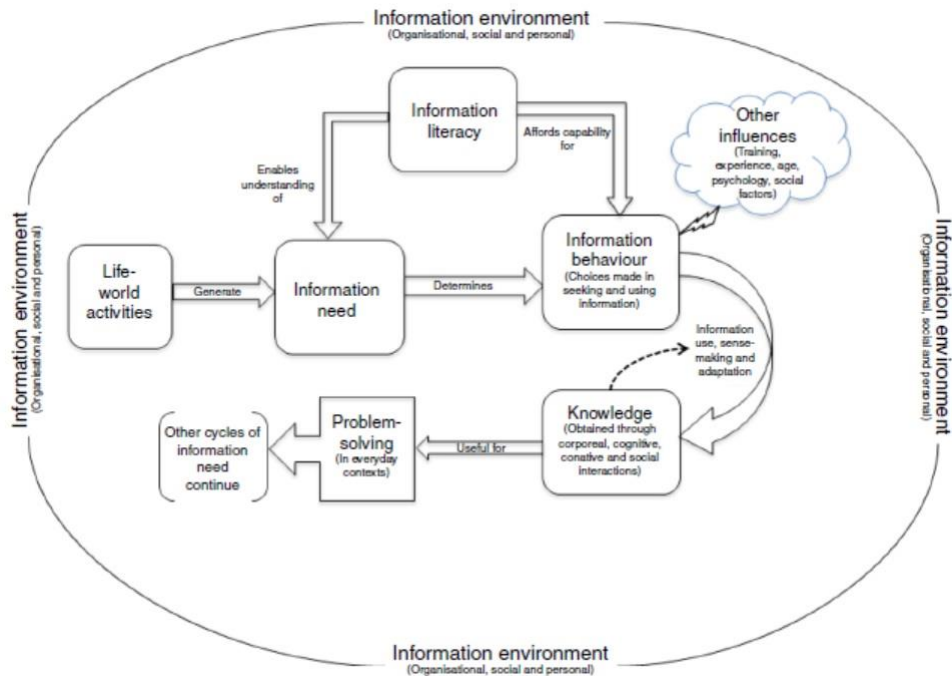 Information environment
(Organisational, social and personal)
Information
literacy
Enables
understanding
of
Affords capability
for
Other
influences
(Training,
experience, age,
psychology, social
factors)
Information environment
(Organisational, social and personal)
Life-
world
activities
Generate
Information
need
Determines
Information
behaviour
(Choices made in
seeking and using
information)
Information environment
(Organisational, social and personal)
Information
use, sense-
making and
adaptation
Other cycles of
information
need
continue
Problem-
solving
(In everyday
contexts)
Useful for
Knowledge
(Obtained through
corporeal, cognitive,
conative and social
interactions)
Information environment
(Organisational, social and personal)